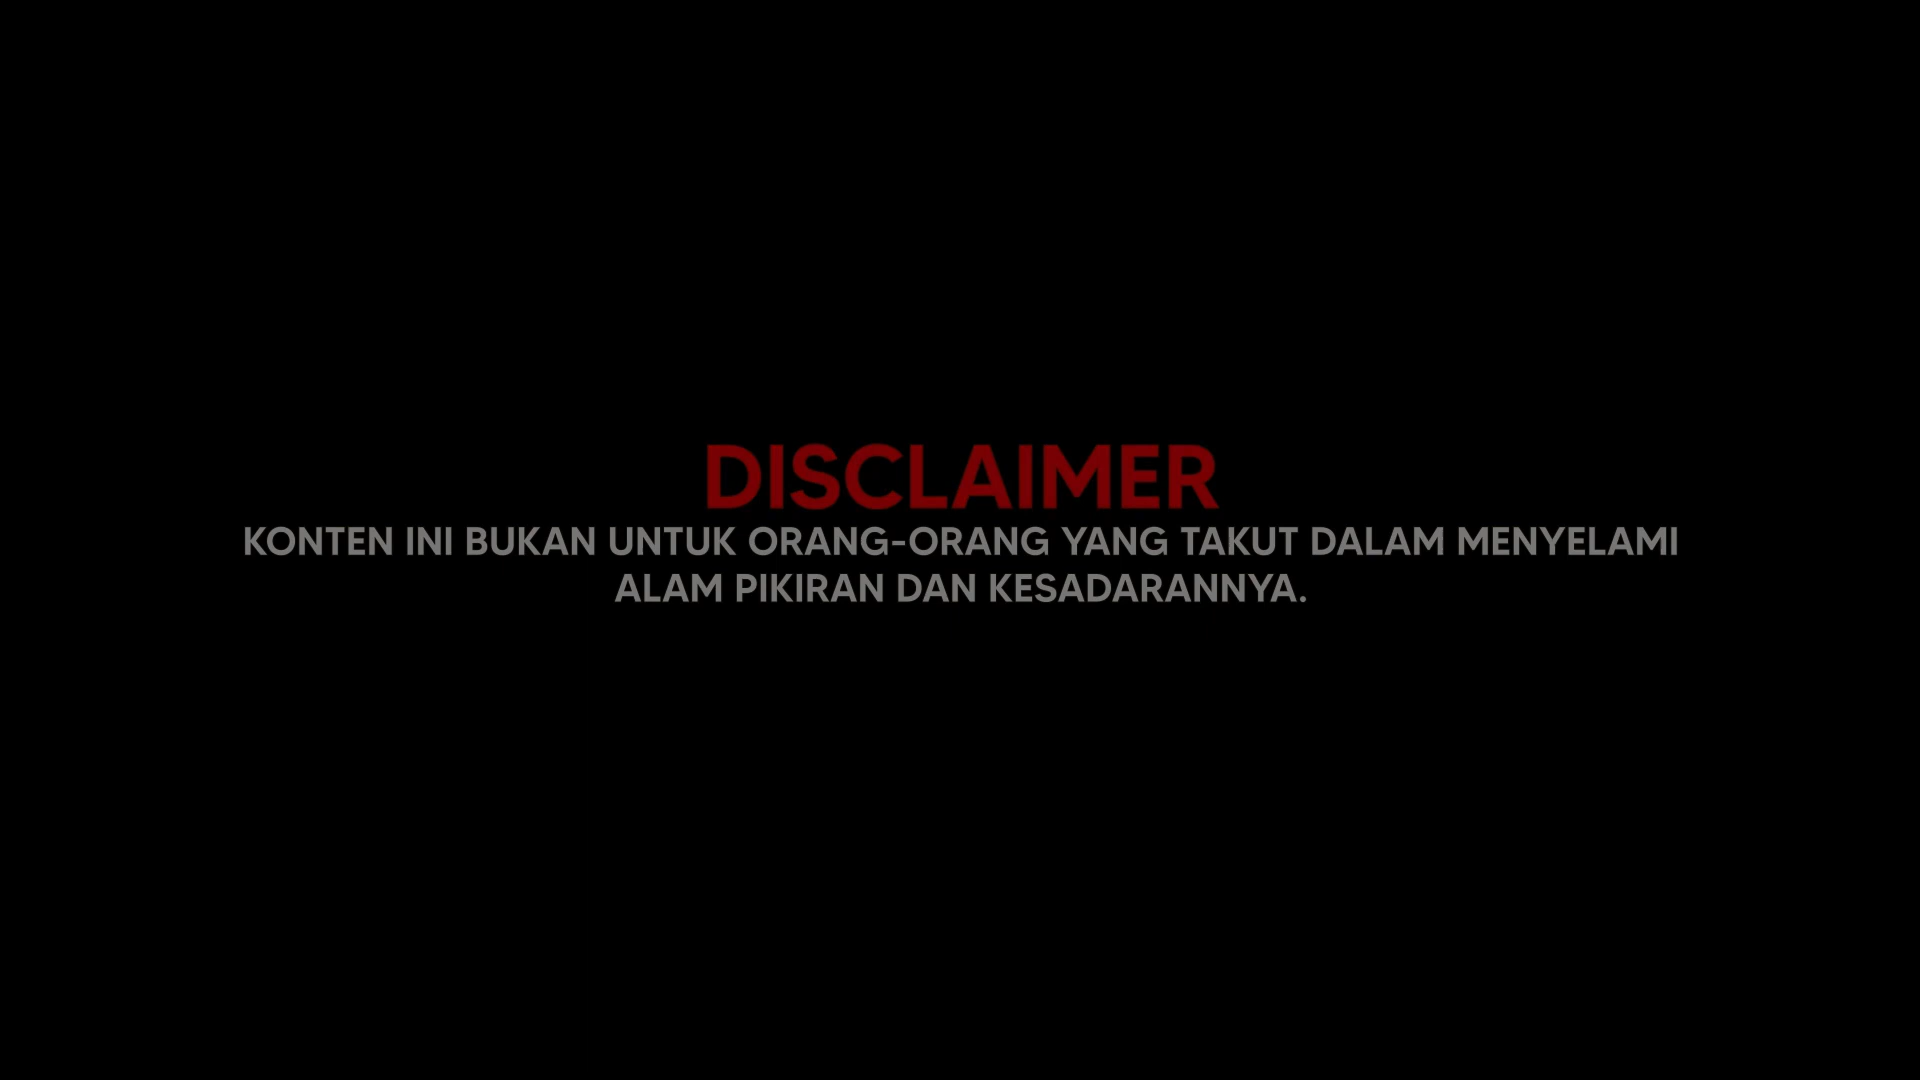 DISCLAIMER
KONTEN INI BUKAN UNTUK ORANG-ORANG YANG TAKUT DALAM MENYELAMI
ALAM PIKIRAN DAN KESADARANNYA.